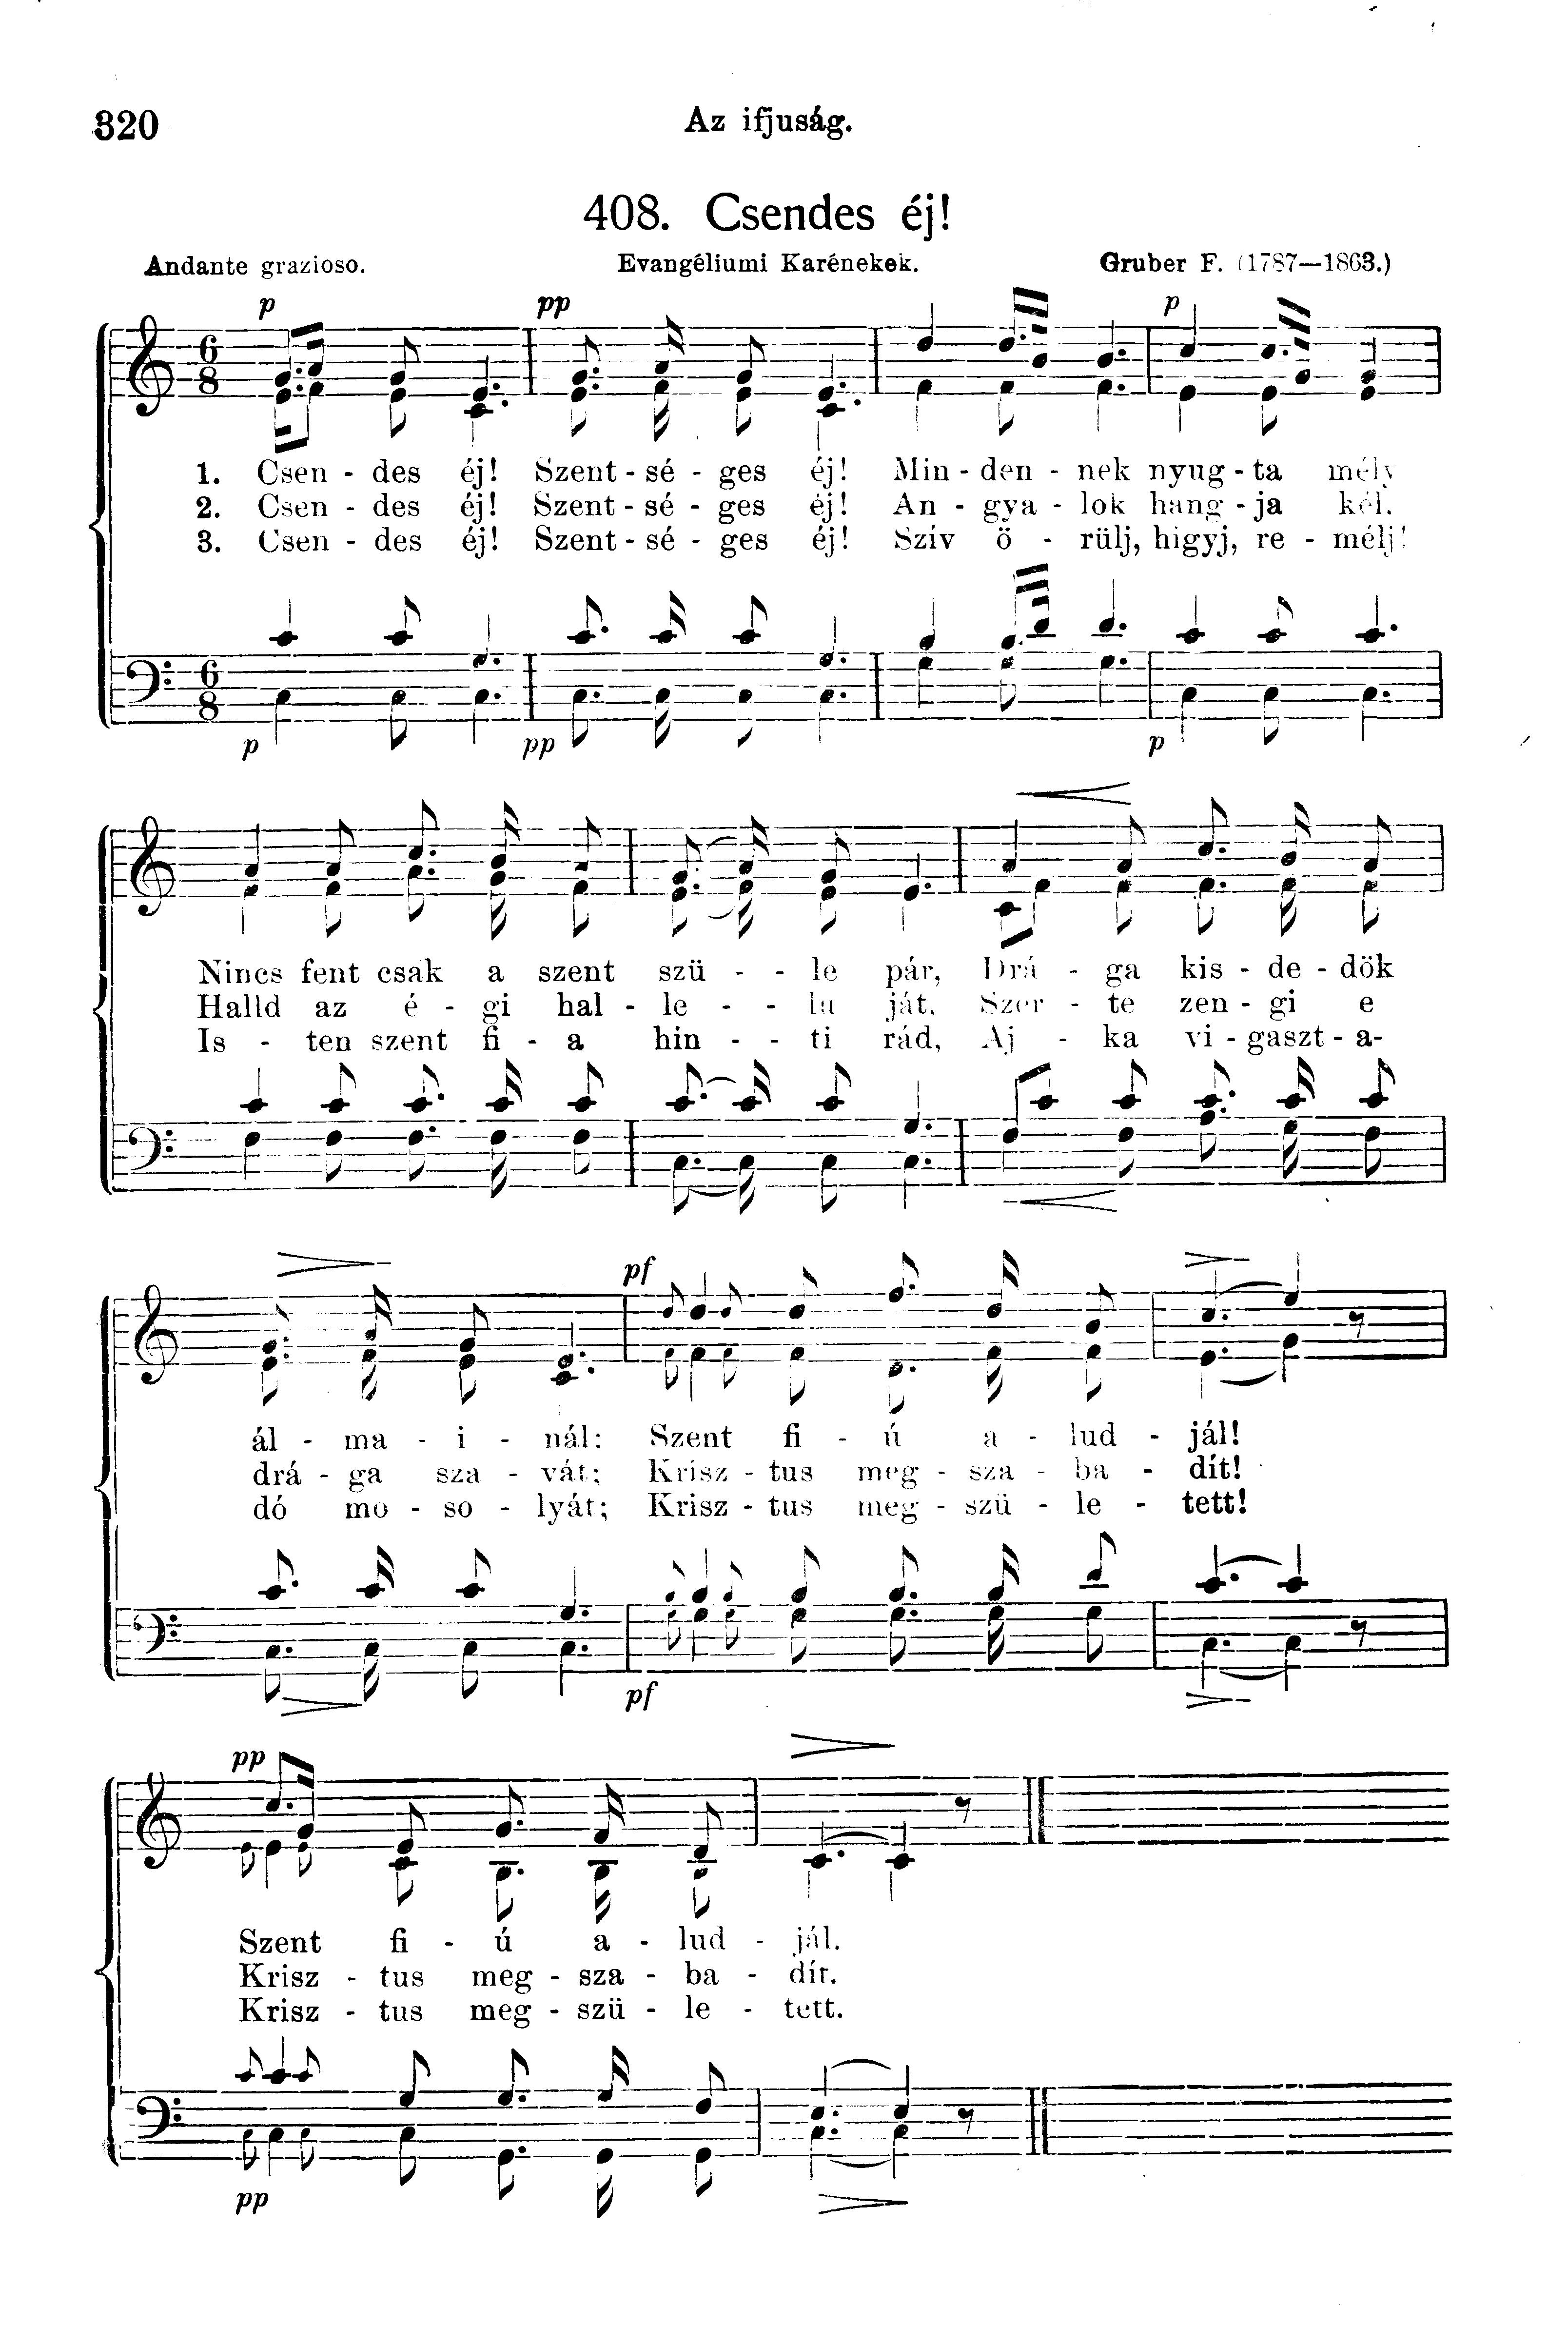 320
Az ifjuság.
408. Csendes éj!
Andante grazioso.
Evangéliumi Karénekek.
Gruber F. (1787—1863.)
p
pp
p
1. Csen - des éj! Szent - sé - ges éj! Min - den - nek nyug - ta mély
2. Csen - des éj! Szent - sé - ges éj! An - gya - lok hang - ja kél.
3. Csen - des éj! Szent - sé - ges éj! Szív ö - rülj, higyj, re - mélj!
p
pp
p
Nincs fent csak a szent szü - - le pár, Drá - ga kis - de - dök
Halld az é - gi hal - le - - lu ját. Szer - te zen - gi e
Is - ten szent fi - a hin - - ti rád, Aj - ka vi - gaszt - a-
pf
ál - ma - i - nál; Szent fi - ú a - lud - jál!
drá - ga sza - vát; Krisz - tus meg - sza - ba - dít!
dó mo - so - lyát; Krisz - tus meg - szü - le - tett!
pf
pp
Szent fi - ú a - lud - jál.
Krisz - tus meg - sza - ba - dít.
Krisz - tus meg - szü - le - tett.
pp